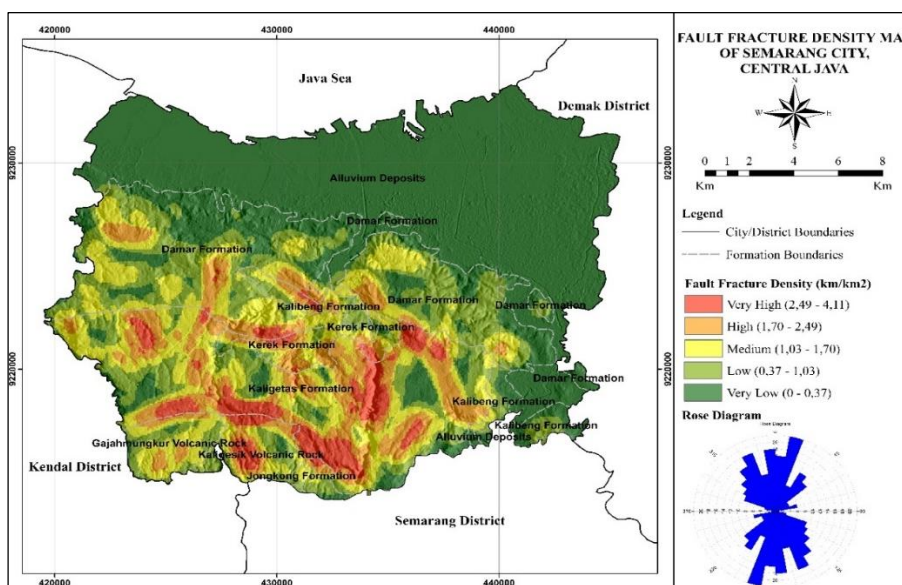 420000
430000
440000
Java Sea
Demak District
9230000
9230000
Alluvium Deposits
Damar Formation
Damar Formation
Kalibeng Formation
Damar Formation
Damar Formation
Kerek Formation
Kerek Formation
9220000
9220000
Damar Formation
Kaligetas Formation
Kalibeng Formation
Kalibeng Formation
Alluvium Deposits
Gajahmungkur Volcanic Rock
Kaligesik Volcanic Rock
Kendal District
Jongkong Formation
Semarang District
420000
430000
440000
FAULT FRACTURE DENSITY MA
OF SEMARANG CITY,
CENTRAL JAVA
N
W
S
0 1 2 4 6 8
Km
Km
Legend
City/District Boundaries
Formation Boundaries
Fault Fracture Density (km/km2)
Very High (2,49 - 4,11)
High (1,70 - 2,49)
Medium (1,03 - 1,70)
Low (0,37 - 1,03)
Very Low (0 - 0,37)
Rose Diagram
Rose Diagram